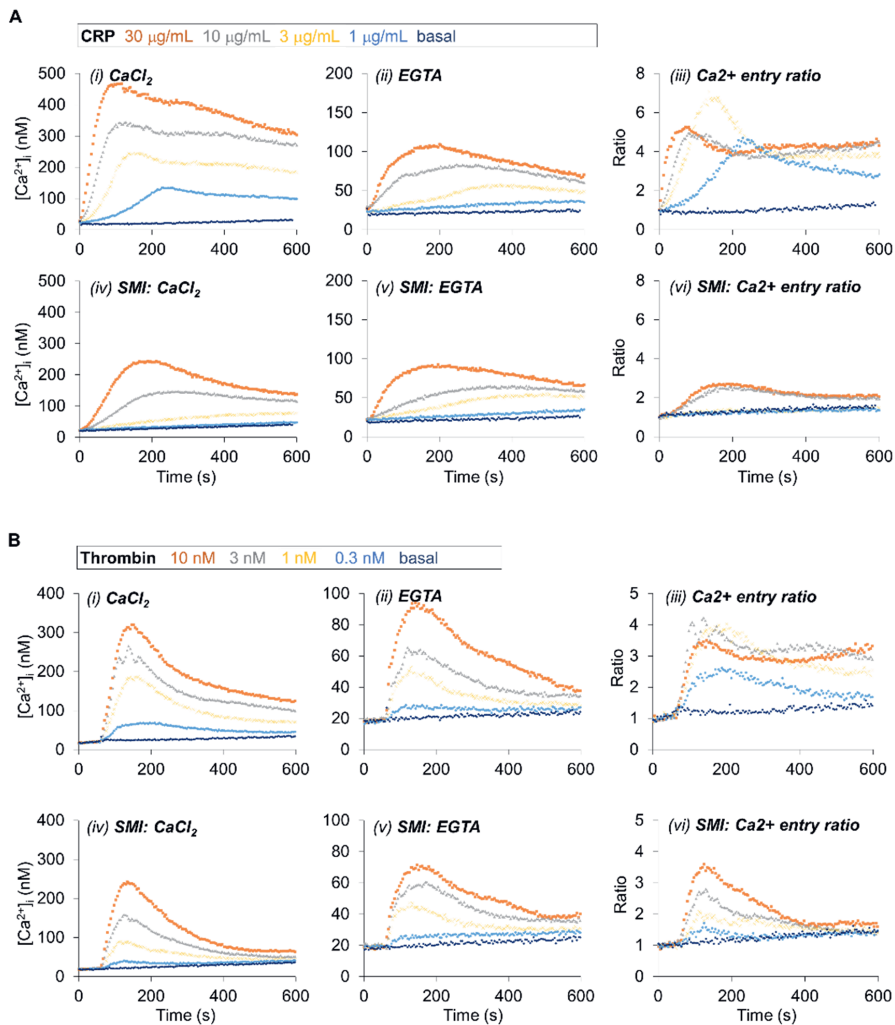 A
CRP 30 µg/mL 10 µg/mL 3 µg/mL 1 µg/mL basal
(i) CaCl₂
(ii) EGTA
(iii) Ca2+ entry ratio
[Ca²⁺]ᵢ (nM)
500
400
300
200
100
0
0 200 400 600
200
150
100
50
0
0 200 400 600
Ratio
8
6
4
2
0
0 200 400 600
(iv) SMI: CaCl₂
(v) SMI: EGTA
(vi) SMI: Ca2+ entry ratio
[Ca²⁺]ᵢ (nM)
500
400
300
200
100
0
0 200 400 600
Time (s)
200
150
100
50
0
0 200 400 600
Time (s)
Ratio
8
6
4
2
0
0 200 400 600
Time (s)
B
Thrombin 10 nM 3 nM 1 nM 0.3 nM basal
(i) CaCl₂
(ii) EGTA
(iii) Ca2+ entry ratio
[Ca²⁺]ᵢ (nM)
400
300
200
100
0
0 200 400 600
100
80
60
40
20
0
0 200 400 600
Ratio
5
4
3
2
1
0
0 200 400 600
(iv) SMI: CaCl₂
(v) SMI: EGTA
(vi) SMI: Ca2+ entry ratio
[Ca²⁺]ᵢ (nM)
400
300
200
100
0
0 200 400 600
Time (s)
100
80
60
40
20
0
0 200 400 600
Time (s)
Ratio
5
4
3
2
1
0
0 200 400 600
Time (s)